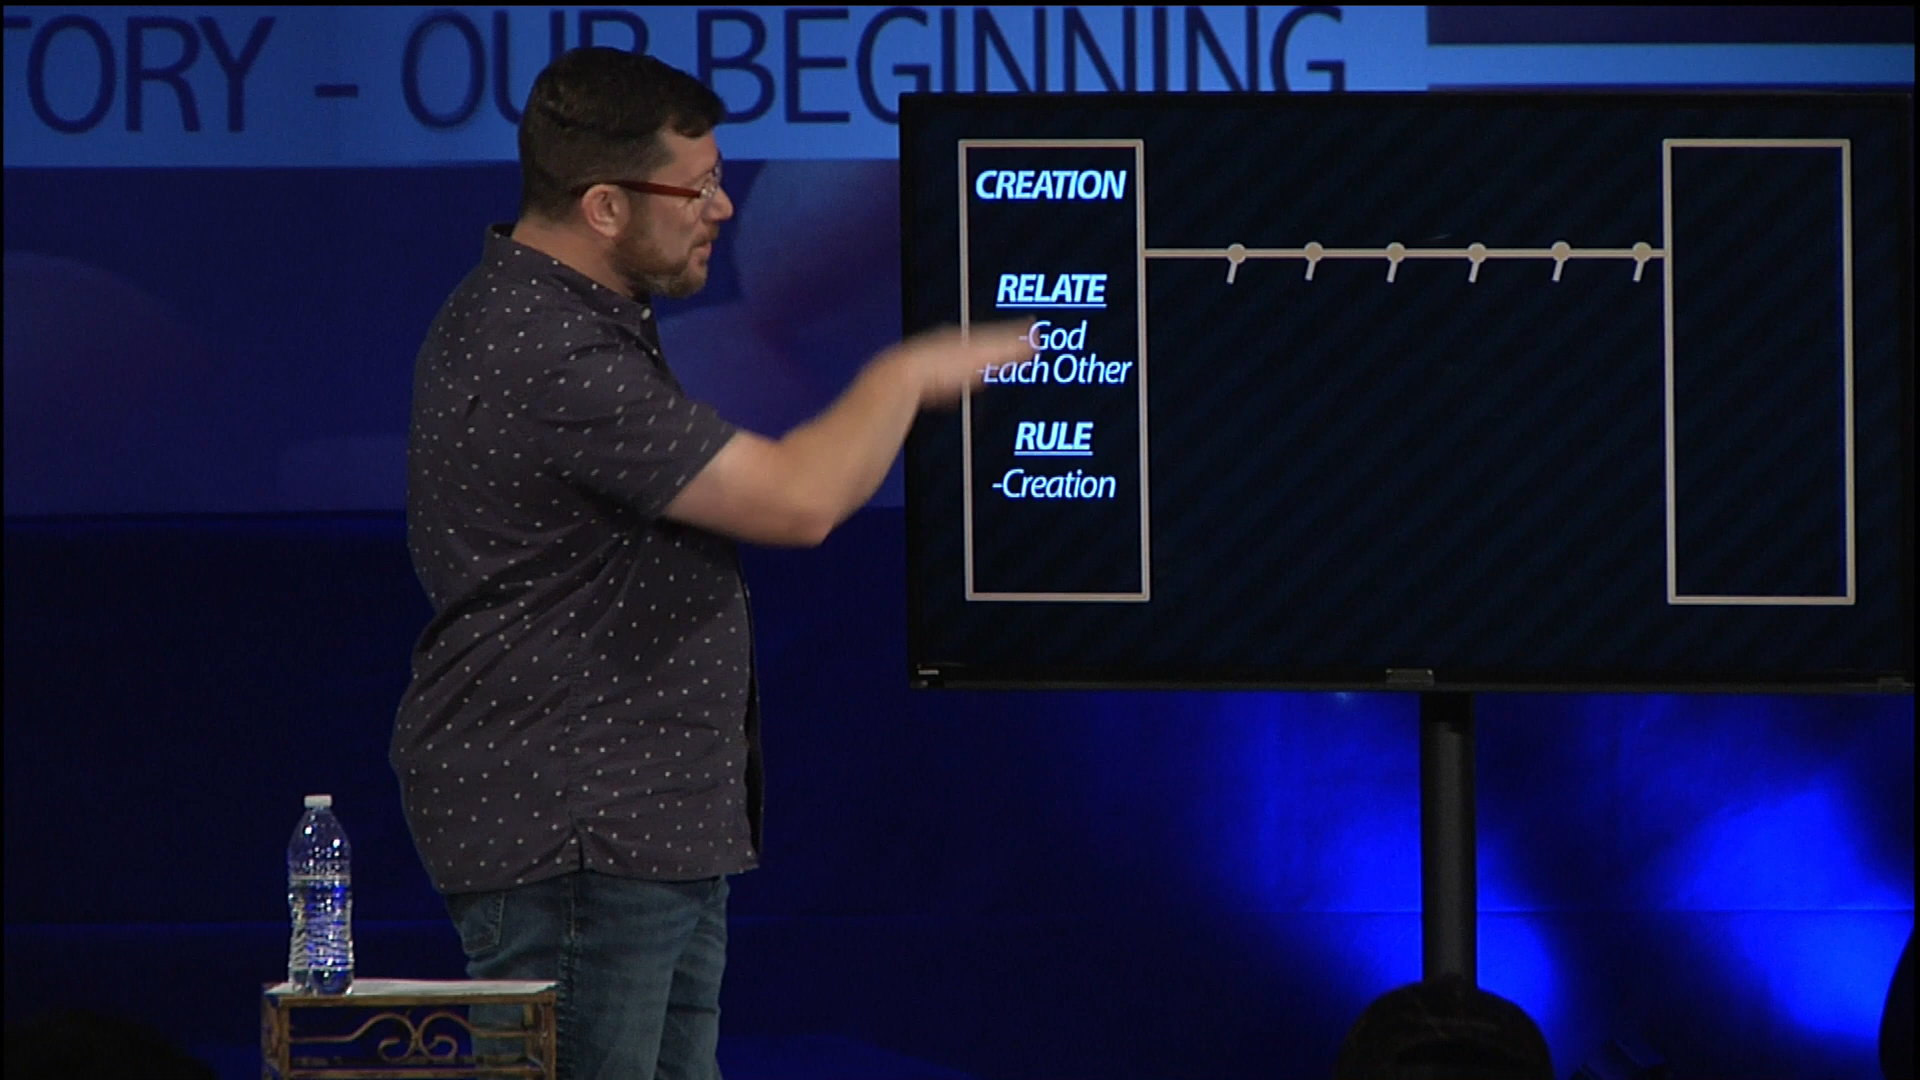 TORY - OUR BEGINNING
CREATION
RELATE
-God
-Each Other
RULE
-Creation